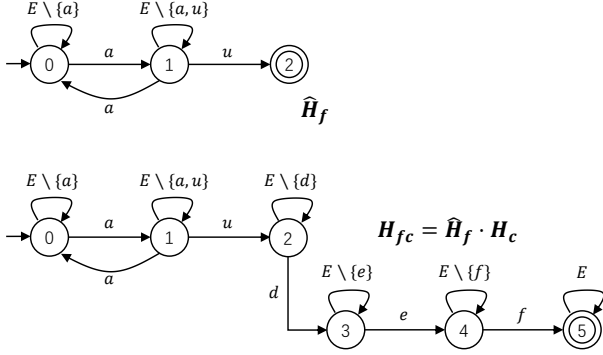 E \ {a} E \ {a, u}
0 a 1 u 2
a
Ĥ_f
E \ {a} E \ {a, u} E \ {d}
0 a 1 u 2
a
H_fc = Ĥ_f · H_c
d
E \ {e} E \ {f} E
3 e 4 f 5